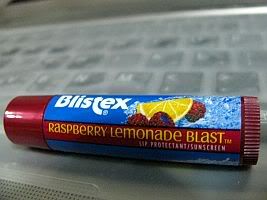 Blistex®
RASPBERRY LEMONADE BLAST™
LIP PROTECTANT/SUNSCREEN